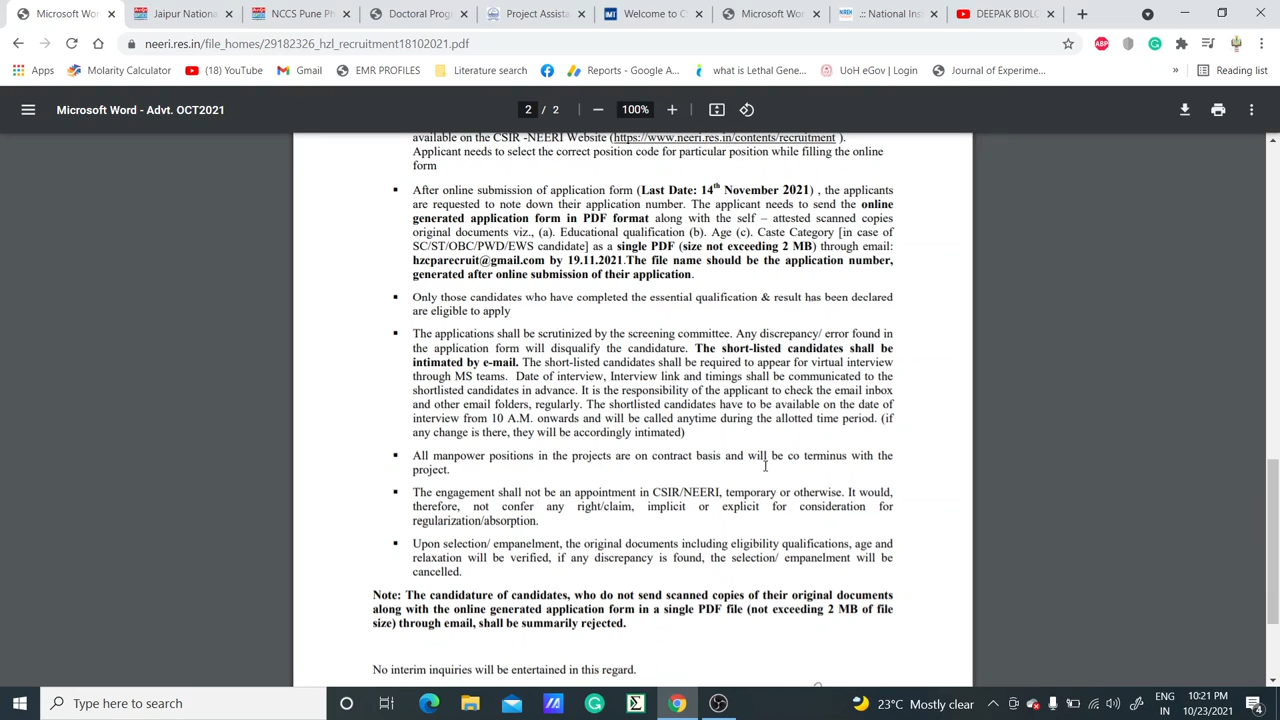 Microsoft Wo
Jaipur Nationa
NCCS Pune Ph
Doctoral Progr
Project Assista
IMT Welcome to C
Microsoft Wor
:: National Inst
DEEPAK BIOLO
neeri.res.in/file_homes/29182326_hzl_recruitment18102021.pdf
ABP
Apps
Molarity Calculator
(18) YouTube
Gmail
EMR PROFILES
Literature search
Reports - Google A...
what is Lethal Gene...
UoH eGov | Login
Journal of Experime...
»
Reading list
Microsoft Word - Advt. OCT2021
2 / 2
100%
available on the CSIR -NEERI Website (https://www.neeri.res.in/contents/recruitment ).
Applicant needs to select the correct position code for particular position while filling the online
form
▪ After online submission of application form (Last Date: 14th November 2021) , the applicants
are requested to note down their application number. The applicant needs to send the online
generated application form in PDF format along with the self – attested scanned copies
original documents viz., (a). Educational qualification (b). Age (c). Caste Category [in case of
SC/ST/OBC/PWD/EWS candidate] as a single PDF (size not exceeding 2 MB) through email:
hzcparecruit@gmail.com by 19.11.2021.The file name should be the application number,
generated after online submission of their application.
▪ Only those candidates who have completed the essential qualification & result has been declared
are eligible to apply
▪ The applications shall be scrutinized by the screening committee. Any discrepancy/ error found in
the application form will disqualify the candidature. The short-listed candidates shall be
intimated by e-mail. The short-listed candidates shall be required to appear for virtual interview
through MS teams. Date of interview, Interview link and timings shall be communicated to the
shortlisted candidates in advance. It is the responsibility of the applicant to check the email inbox
and other email folders, regularly. The shortlisted candidates have to be available on the date of
interview from 10 A.M. onwards and will be called anytime during the allotted time period. (if
any change is there, they will be accordingly intimated)
▪ All manpower positions in the projects are on contract basis and will be co terminus with the
project.
▪ The engagement shall not be an appointment in CSIR/NEERI, temporary or otherwise. It would,
therefore, not confer any right/claim, implicit or explicit for consideration for
regularization/absorption.
▪ Upon selection/ empanelment, the original documents including eligibility qualifications, age and
relaxation will be verified, if any discrepancy is found, the selection/ empanelment will be
cancelled.
Note: The candidature of candidates, who do not send scanned copies of their original documents
along with the online generated application form in a single PDF file (not exceeding 2 MB of file
size) through email, shall be summarily rejected.
No interim inquiries will be entertained in this regard.
Type here to search
23°C Mostly clear
ENG
IN
10:21 PM
10/23/2021
4